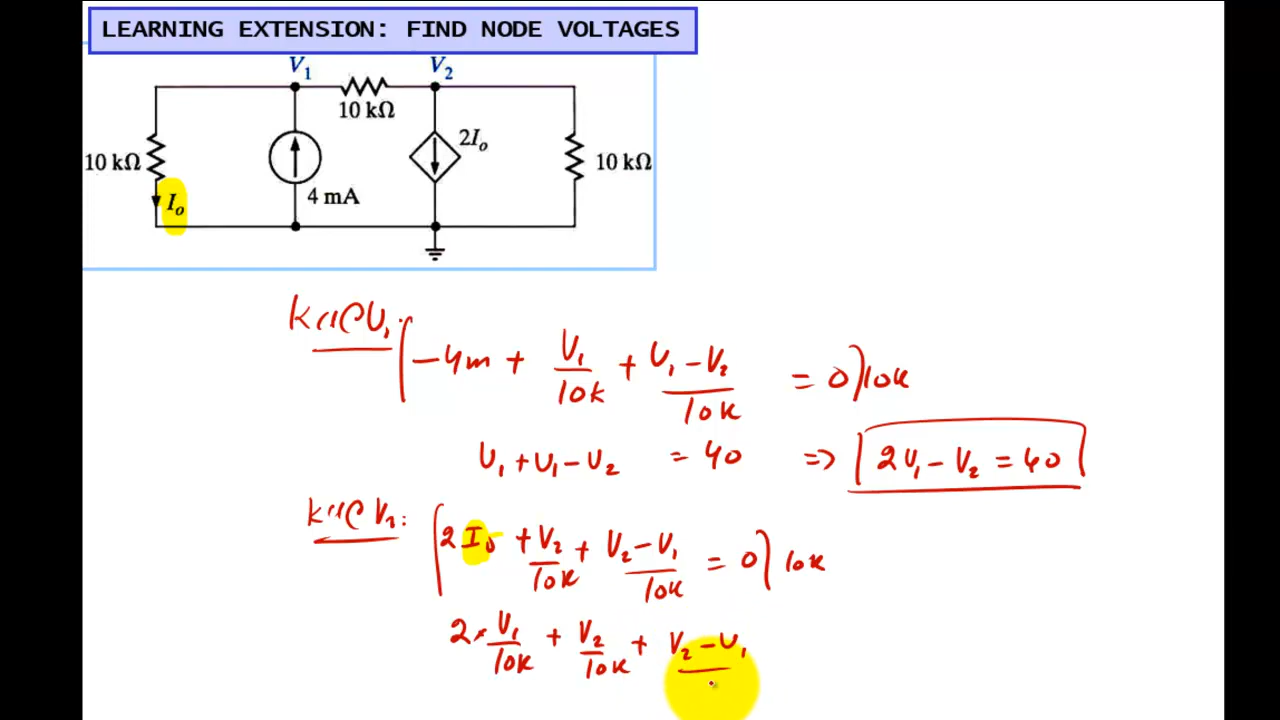 LEARNING EXTENSION: FIND NODE VOLTAGES
V₁ V₂
10 kΩ
2Iₒ
10 kΩ 10 kΩ
Iₒ 4 mA
KCL@V₁:
(-4m + V₁/10k + V₁-V₂/10k = 0)10k
V₁+V₁-V₂ = 40 => 2V₁-V₂=40
KCL@V₂:
(2I₀ + V₂/10k + V₂-V₁/10k = 0)10k
2×V₁/10k + V₂/10k + V₂-V₁